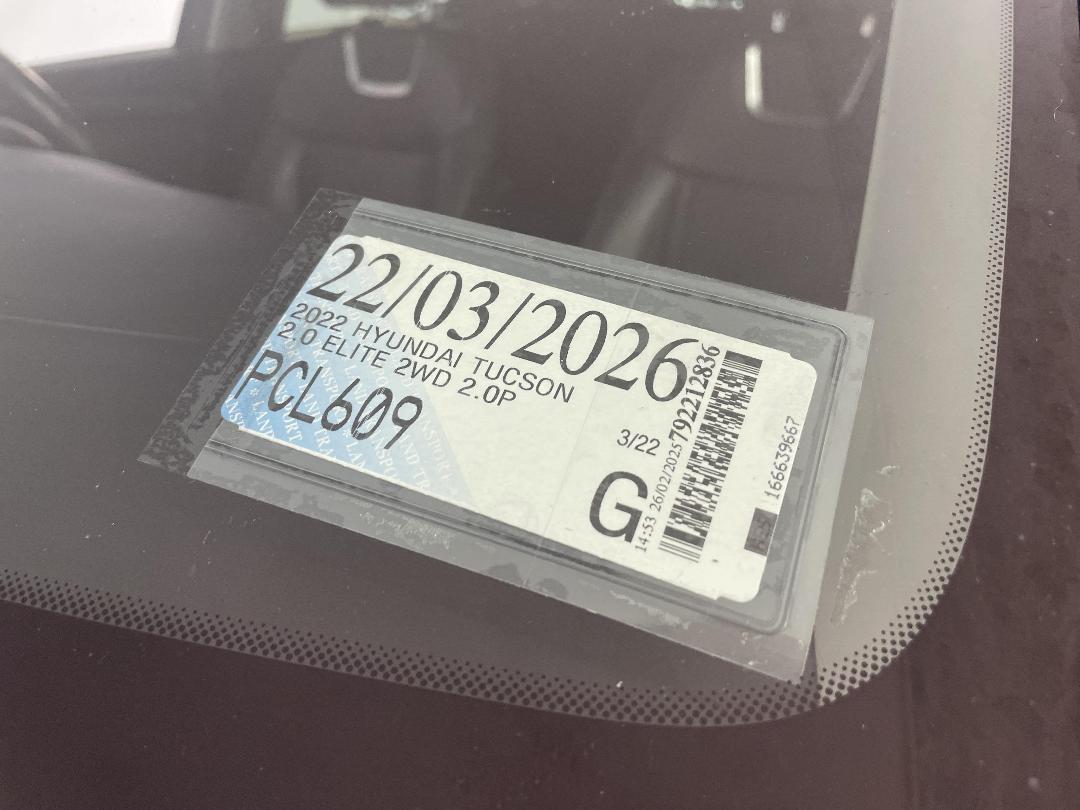 22/03/2026
2022 HYUNDAI TUCSON
2.0 ELITE 2WD 2.0P
PCL609
3/22
G
14:53 26/02/2025 792212836
166639667